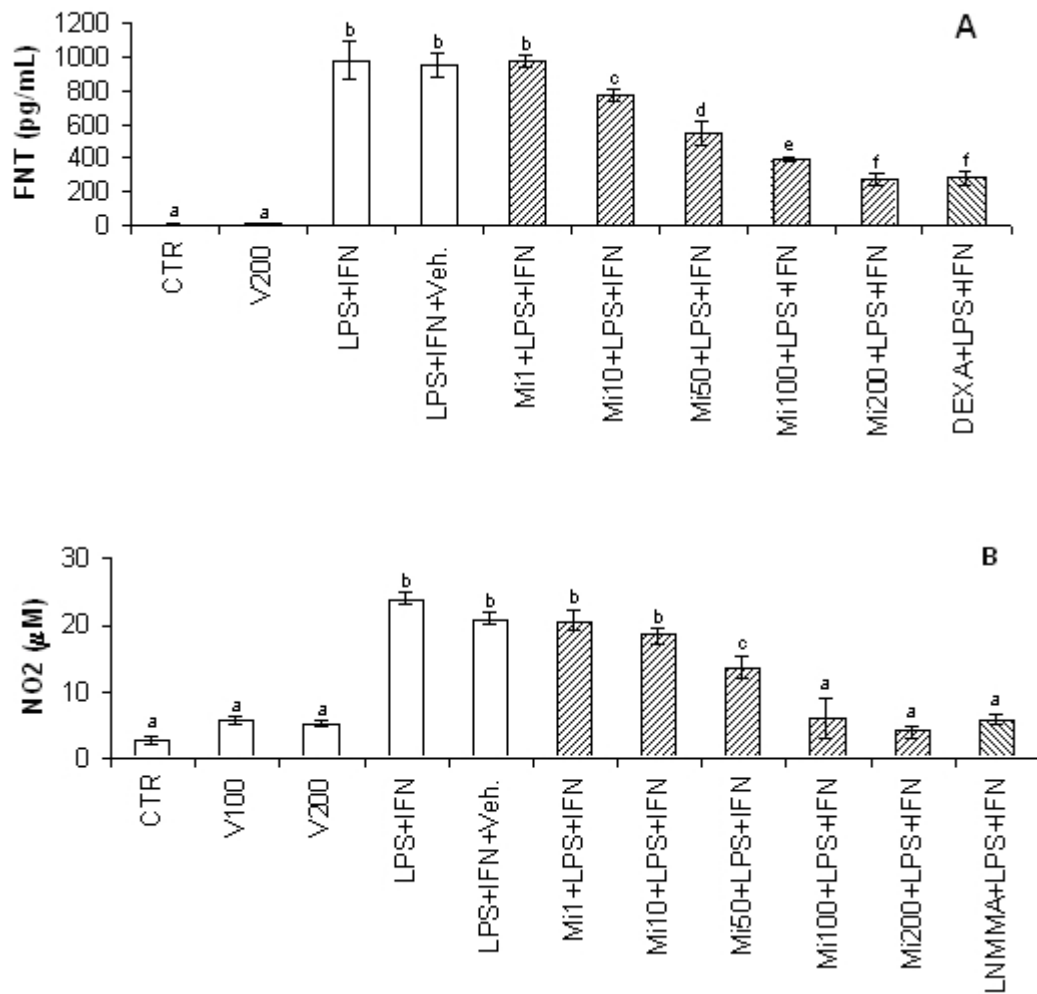 A
FNT (pg/mL)
1200
1000
800
600
400
200
0
a
a
b
b
b
c
d
e
f
f
CTR
V200
LPS+IFN
LPS+IFN+Veh.
Mi1+LPS+IFN
Mi10+LPS+IFN
Mi50+LPS+IFN
Mi100+LPS+IFN
Mi200+LPS+IFN
DEXA+LPS+IFN
B
NO2 (µM)
30
20
10
0
a
a
a
b
b
b
b
c
a
a
a
CTR
V100
V200
LPS+IFN
LPS+IFN+Veh.
Mi1+LPS+IFN
Mi10+LPS+IFN
Mi50+LPS+IFN
Mi100+LPS+IFN
Mi200+LPS+IFN
LNMMA+LPS+IFN